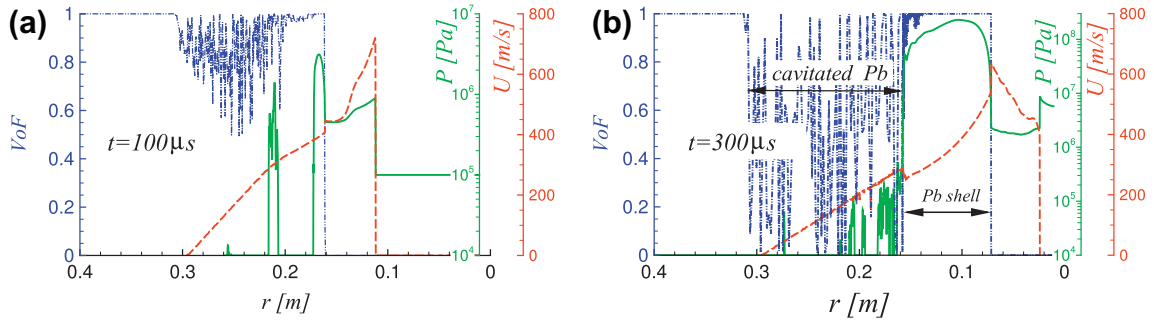 (a)
1
0.8
0.6
0.4
0.2
0
VoF
t=100μs
0.4 0.3 0.2 0.1 0
r [m]
10^7
10^6
10^5
10^4
P [Pa]
800
600
400
200
0
U [m/s]
(b)
1
0.8
0.6
0.4
0.2
0
VoF
cavitated Pb
t=300μs
Pb shell
0.4 0.3 0.2 0.1 0
r [m]
10^8
10^7
10^6
10^5
10^4
P [Pa]
800
600
400
200
0
U [m/s]